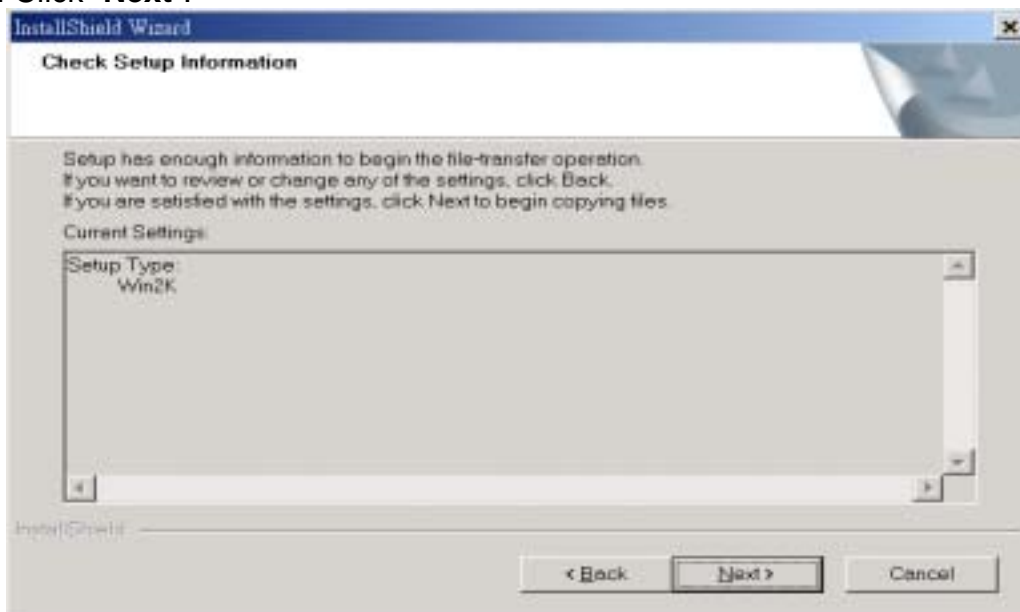 Click "Next".
InstallShield Wizard
Check Setup Information
Setup has enough information to begin the file-transfer operation.
If you want to review or change any of the settings, click Back.
If you are satisfied with the settings, click Next to begin copying files.
Current Settings:
Setup Type:
Win2K
InstallShield
< Back Next > Cancel